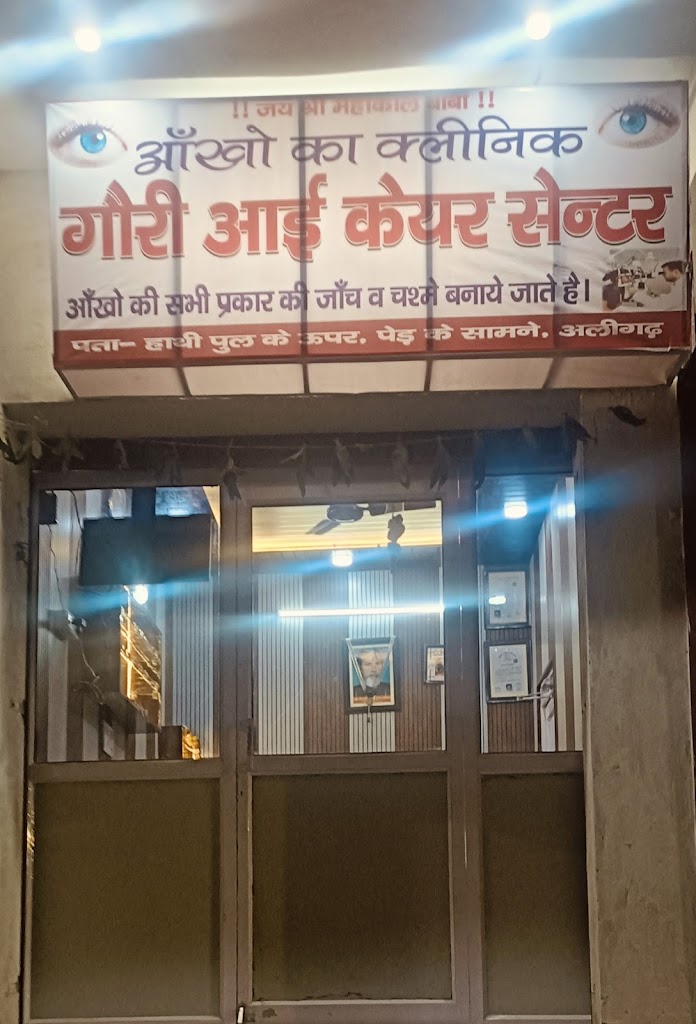 !! जय श्री महाकाल बाबा !!
आँखो का क्लीनिक
गौरी आई केयर सेन्टर
आँखो की सभी प्रकार की जाँच व चश्मे बनाये जाते है।
पता- हाथी पुल के ऊपर, पेड़ के सामने, अलीगढ़